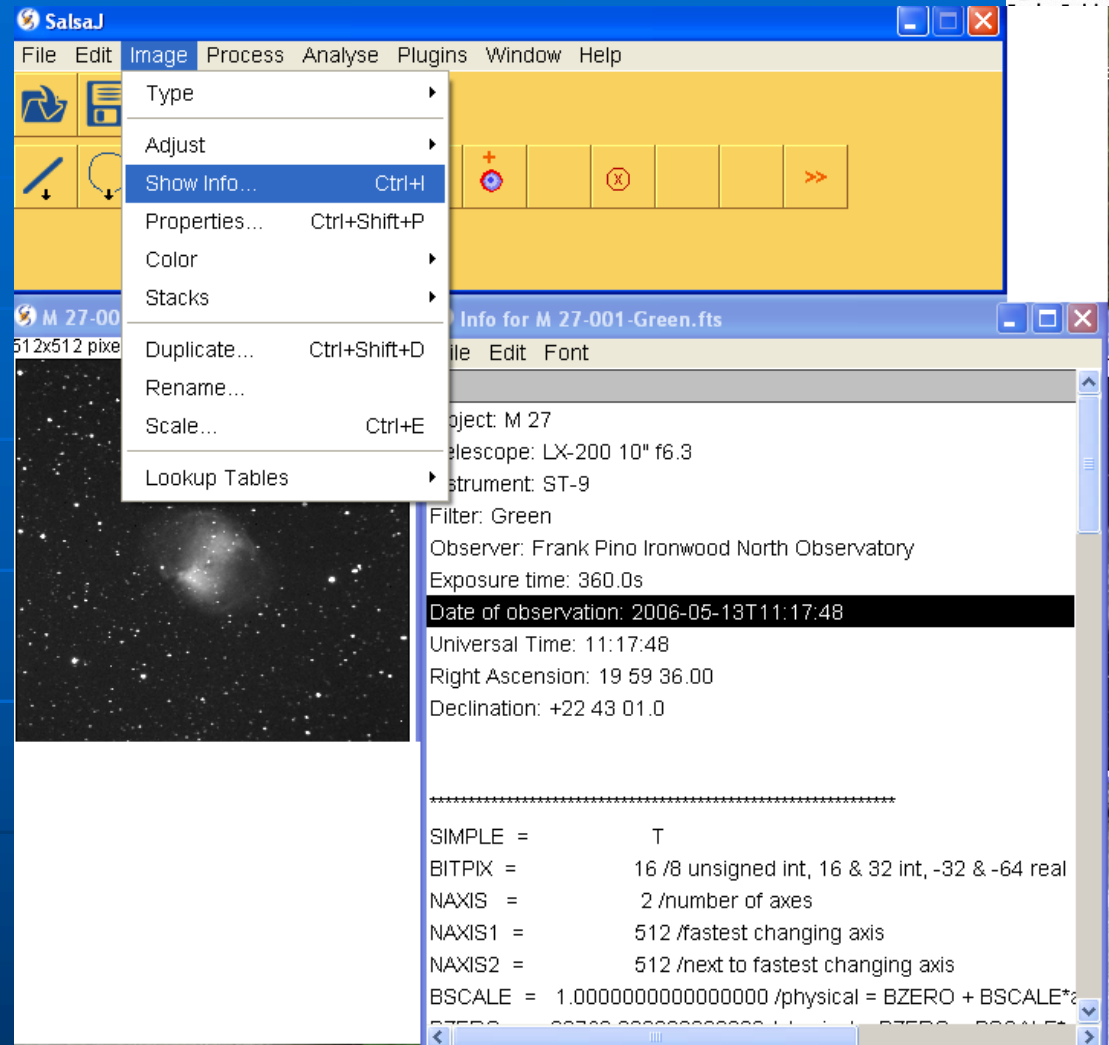 SalsaJ
File Edit Image Process Analyse Plugins Window Help
Type
Adjust
Show Info... Ctrl+I
Properties... Ctrl+Shift+P
Color
Stacks
Duplicate... Ctrl+Shift+D
Rename...
Scale... Ctrl+E
Lookup Tables
>>
M 27-00
512x512 pixe
Info for M 27-001-Green.fts
ile Edit Font
bject: M 27
elescope: LX-200 10" f6.3
strument: ST-9
Filter: Green
Observer: Frank Pino Ironwood North Observatory
Exposure time: 360.0s
Date of observation: 2006-05-13T11:17:48
Universal Time: 11:17:48
Right Ascension: 19 59 36.00
Declination: +22 43 01.0
*************************************************************
SIMPLE = T
BITPIX = 16 /8 unsigned int, 16 & 32 int, -32 & -64 real
NAXIS = 2 /number of axes
NAXIS1 = 512 /fastest changing axis
NAXIS2 = 512 /next to fastest changing axis
BSCALE = 1.0000000000000000 /physical = BZERO + BSCALE*